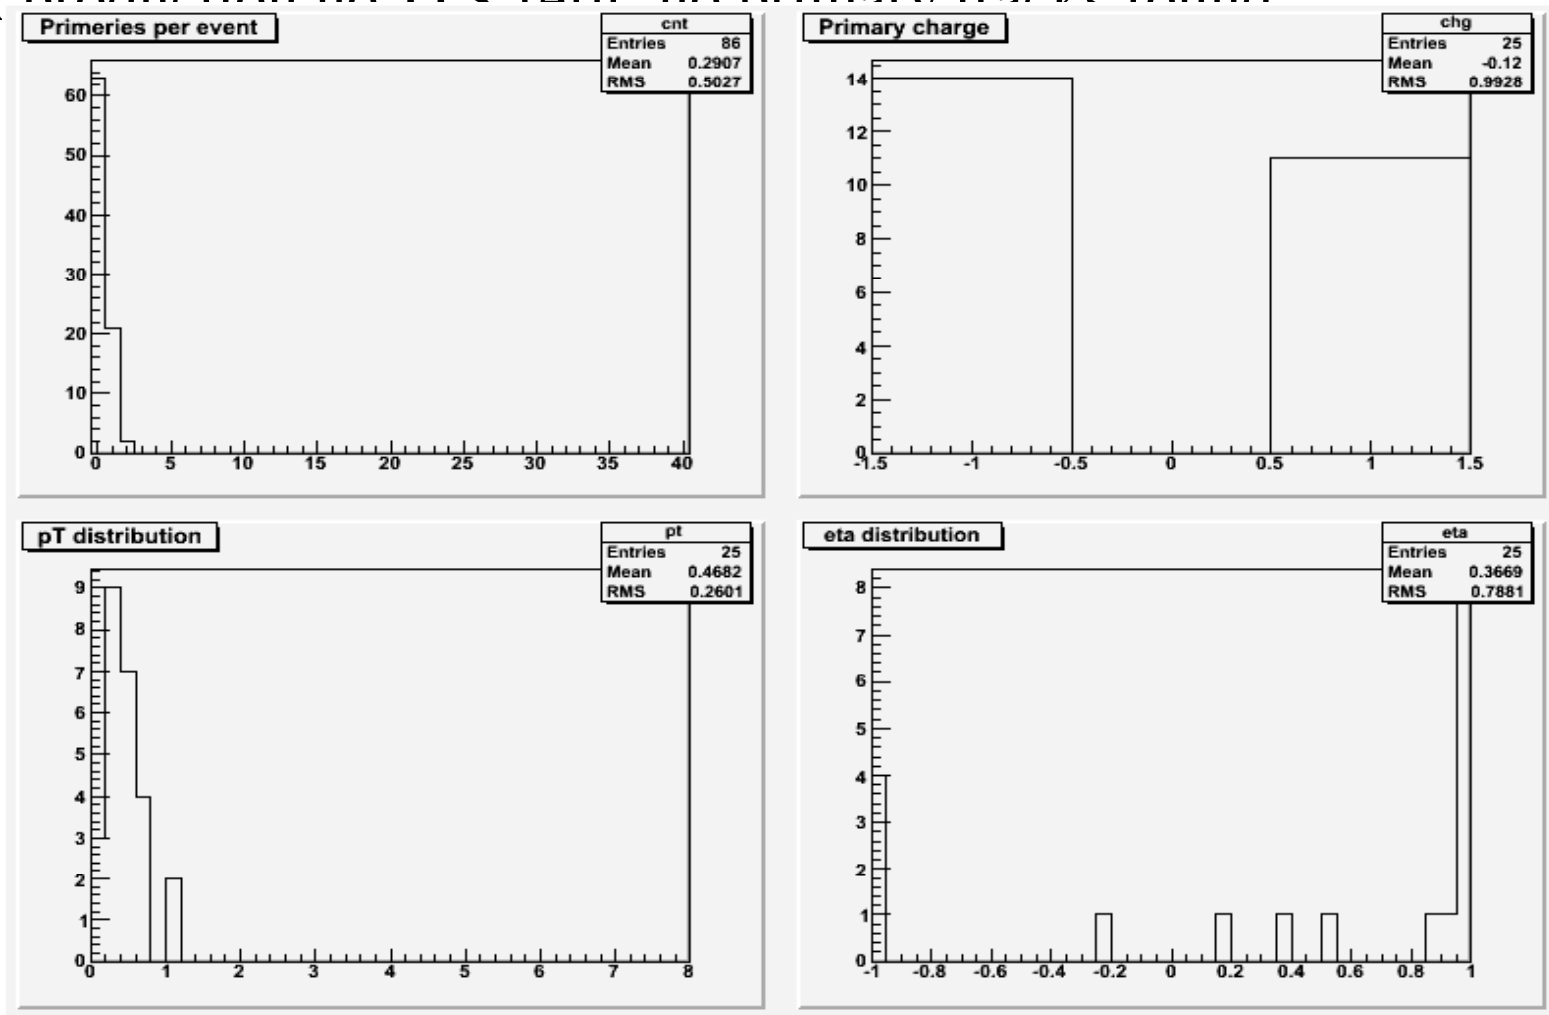 Primeries per event
cnt
Entries 86
Mean 0.2907
RMS 0.5027
60
50
40
30
20
10
0
0 5 10 15 20 25 30 35 40
Primary charge
chg
Entries 25
Mean -0.12
RMS 0.9928
14
12
10
8
6
4
2
0
-1.5 -1 -0.5 0 0.5 1 1.5
pT distribution
pt
Entries 25
Mean 0.4682
RMS 0.2601
9
8
7
6
5
4
3
2
1
0
0 1 2 3 4 5 6 7 8
eta distribution
eta
Entries 25
Mean 0.3669
RMS 0.7881
8
7
6
5
4
3
2
1
0
-1 -0.8 -0.6 -0.4 -0.2 0 0.2 0.4 0.6 0.8 1